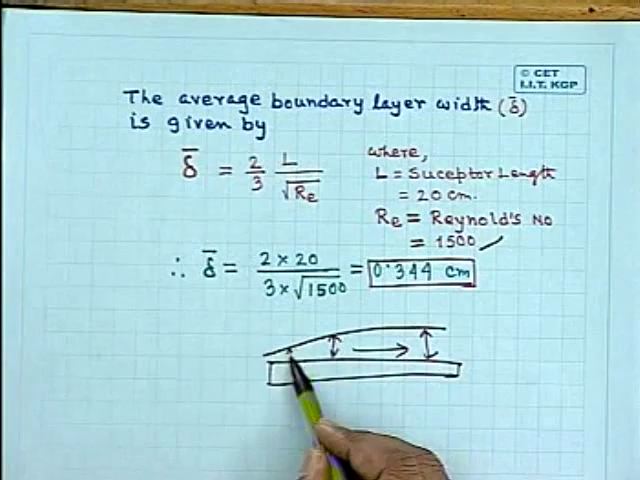 © CET
I.I.T. KGP
The average boundary layer width (δ̄)
is given by
δ̄ = 2/3 L/√Re
where,
L = Suceptor Length
= 20 cm.
Re = Reynold's No
= 1500
∴ δ̄ = 2 × 20 / 3 × √1500 = 0.344 cm